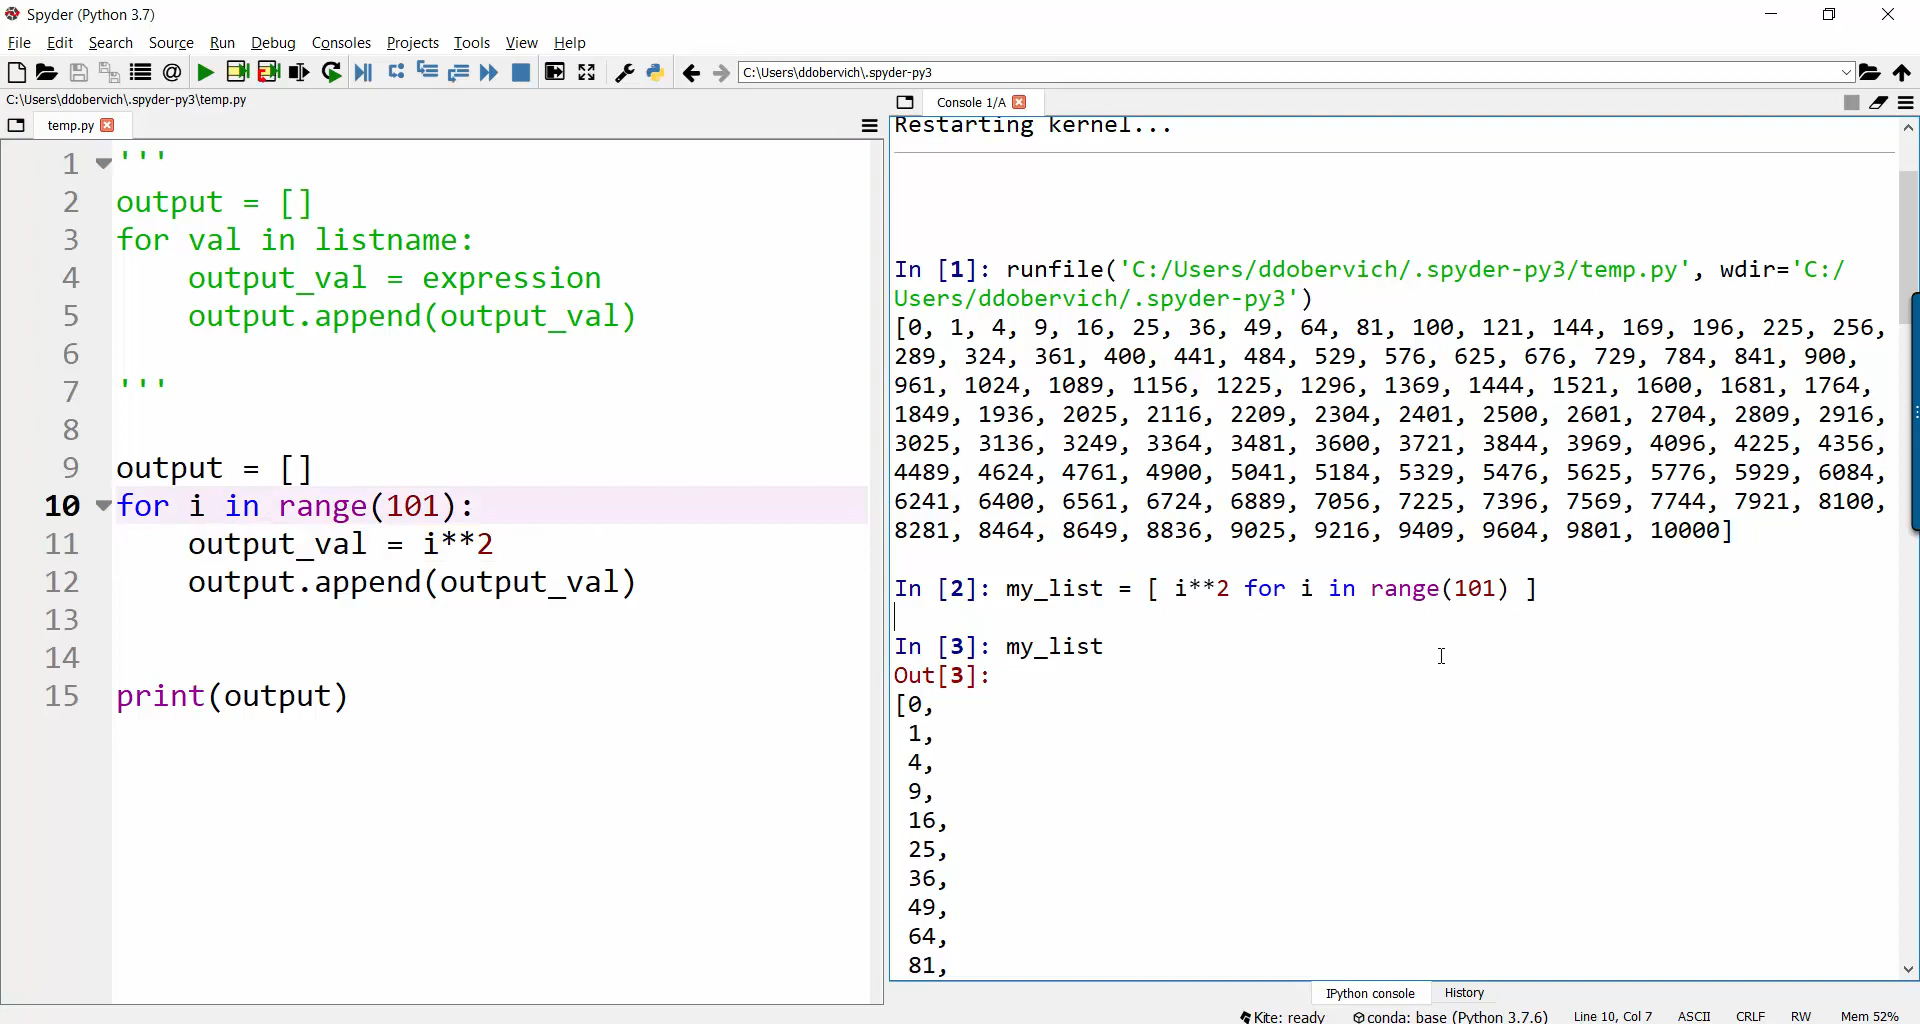 Spyder (Python 3.7)
File Edit Search Source Run Debug Consoles Projects Tools View Help
C:\Users\ddobervich\.spyder-py3
C:\Users\ddobervich\.spyder-py3\temp.py
temp.py
1 '''
2 output = []
3 for val in listname:
4 output_val = expression
5 output.append(output_val)
6
7 '''
8
9 output = []
10 for i in range(101):
11 output_val = i**2
12 output.append(output_val)
13
14
15 print(output)
Console 1/A
Restarting kernel...
In [1]: runfile('C:/Users/ddobervich/.spyder-py3/temp.py', wdir='C:/
Users/ddobervich/.spyder-py3')
[0, 1, 4, 9, 16, 25, 36, 49, 64, 81, 100, 121, 144, 169, 196, 225, 256,
289, 324, 361, 400, 441, 484, 529, 576, 625, 676, 729, 784, 841, 900,
961, 1024, 1089, 1156, 1225, 1296, 1369, 1444, 1521, 1600, 1681, 1764,
1849, 1936, 2025, 2116, 2209, 2304, 2401, 2500, 2601, 2704, 2809, 2916,
3025, 3136, 3249, 3364, 3481, 3600, 3721, 3844, 3969, 4096, 4225, 4356,
4489, 4624, 4761, 4900, 5041, 5184, 5329, 5476, 5625, 5776, 5929, 6084,
6241, 6400, 6561, 6724, 6889, 7056, 7225, 7396, 7569, 7744, 7921, 8100,
8281, 8464, 8649, 8836, 9025, 9216, 9409, 9604, 9801, 10000]
In [2]: my_list = [ i**2 for i in range(101) ]
In [3]: my_list
Out[3]:
[0,
1,
4,
9,
16,
25,
36,
49,
64,
81,
IPython console History
Kite: ready conda: base (Python 3.7.6) Line 10, Col 7 ASCII CRLF RW Mem 52%